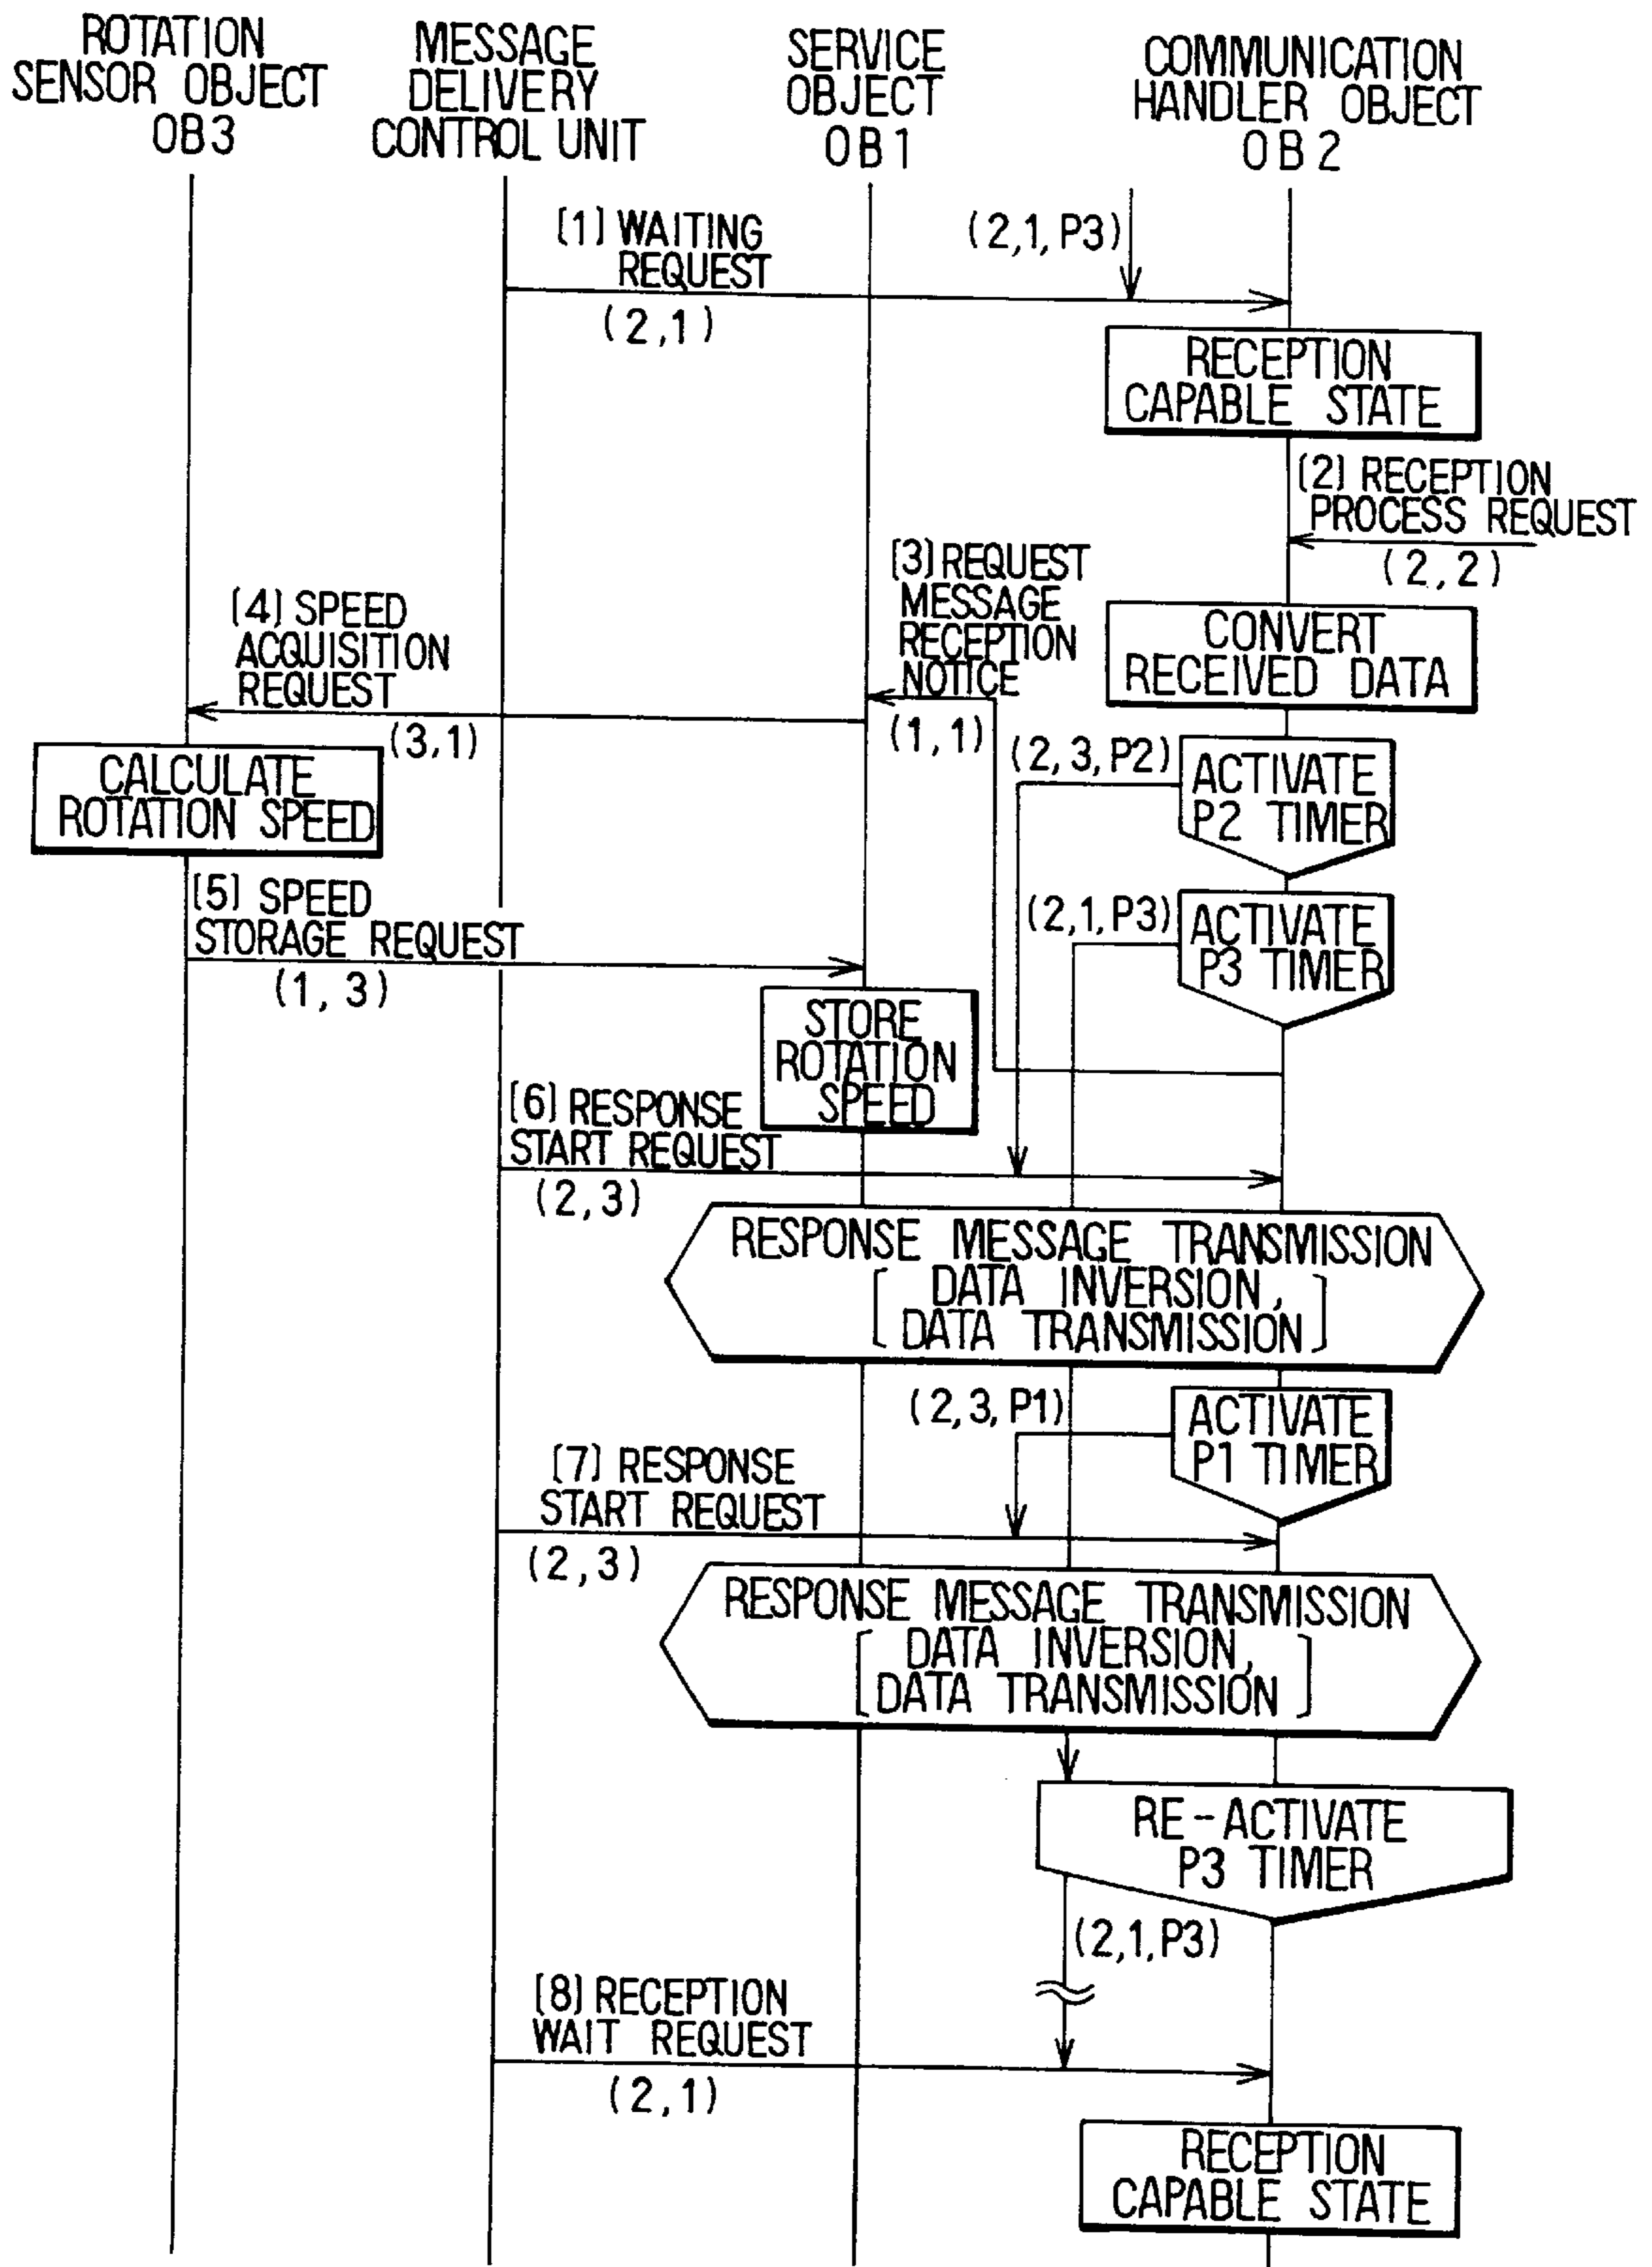 ROTATION
SENSOR OBJECT
OB3
MESSAGE
DELIVERY
CONTROL UNIT
SERVICE
OBJECT
OB1
COMMUNICATION
HANDLER OBJECT
OB2
[1] WAITING
REQUEST
(2,1)
(2,1,P3)
RECEPTION
CAPABLE STATE
[2] RECEPTION
PROCESS REQUEST
(2,2)
CONVERT
RECEIVED DATA
[3] REQUEST
MESSAGE
RECEPTION
NOTICE
(1,1)
[4] SPEED
ACQUISITION
REQUEST
(3,1)
CALCULATE
ROTATION SPEED
(2,3,P2)
ACTIVATE
P2 TIMER
(2,1,P3)
ACTIVATE
P3 TIMER
[5] SPEED
STORAGE REQUEST
(1,3)
STORE
ROTATION
SPEED
[6] RESPONSE
START REQUEST
(2,3)
RESPONSE MESSAGE TRANSMISSION
[ DATA INVERSION,
DATA TRANSMISSION ]
(2,3,P1)
ACTIVATE
P1 TIMER
[7] RESPONSE
START REQUEST
(2,3)
RESPONSE MESSAGE TRANSMISSION
[ DATA INVERSION,
DATA TRANSMISSION ]
RE-ACTIVATE
P3 TIMER
(2,1,P3)
[8] RECEPTION
WAIT REQUEST
(2,1)
RECEPTION
CAPABLE STATE